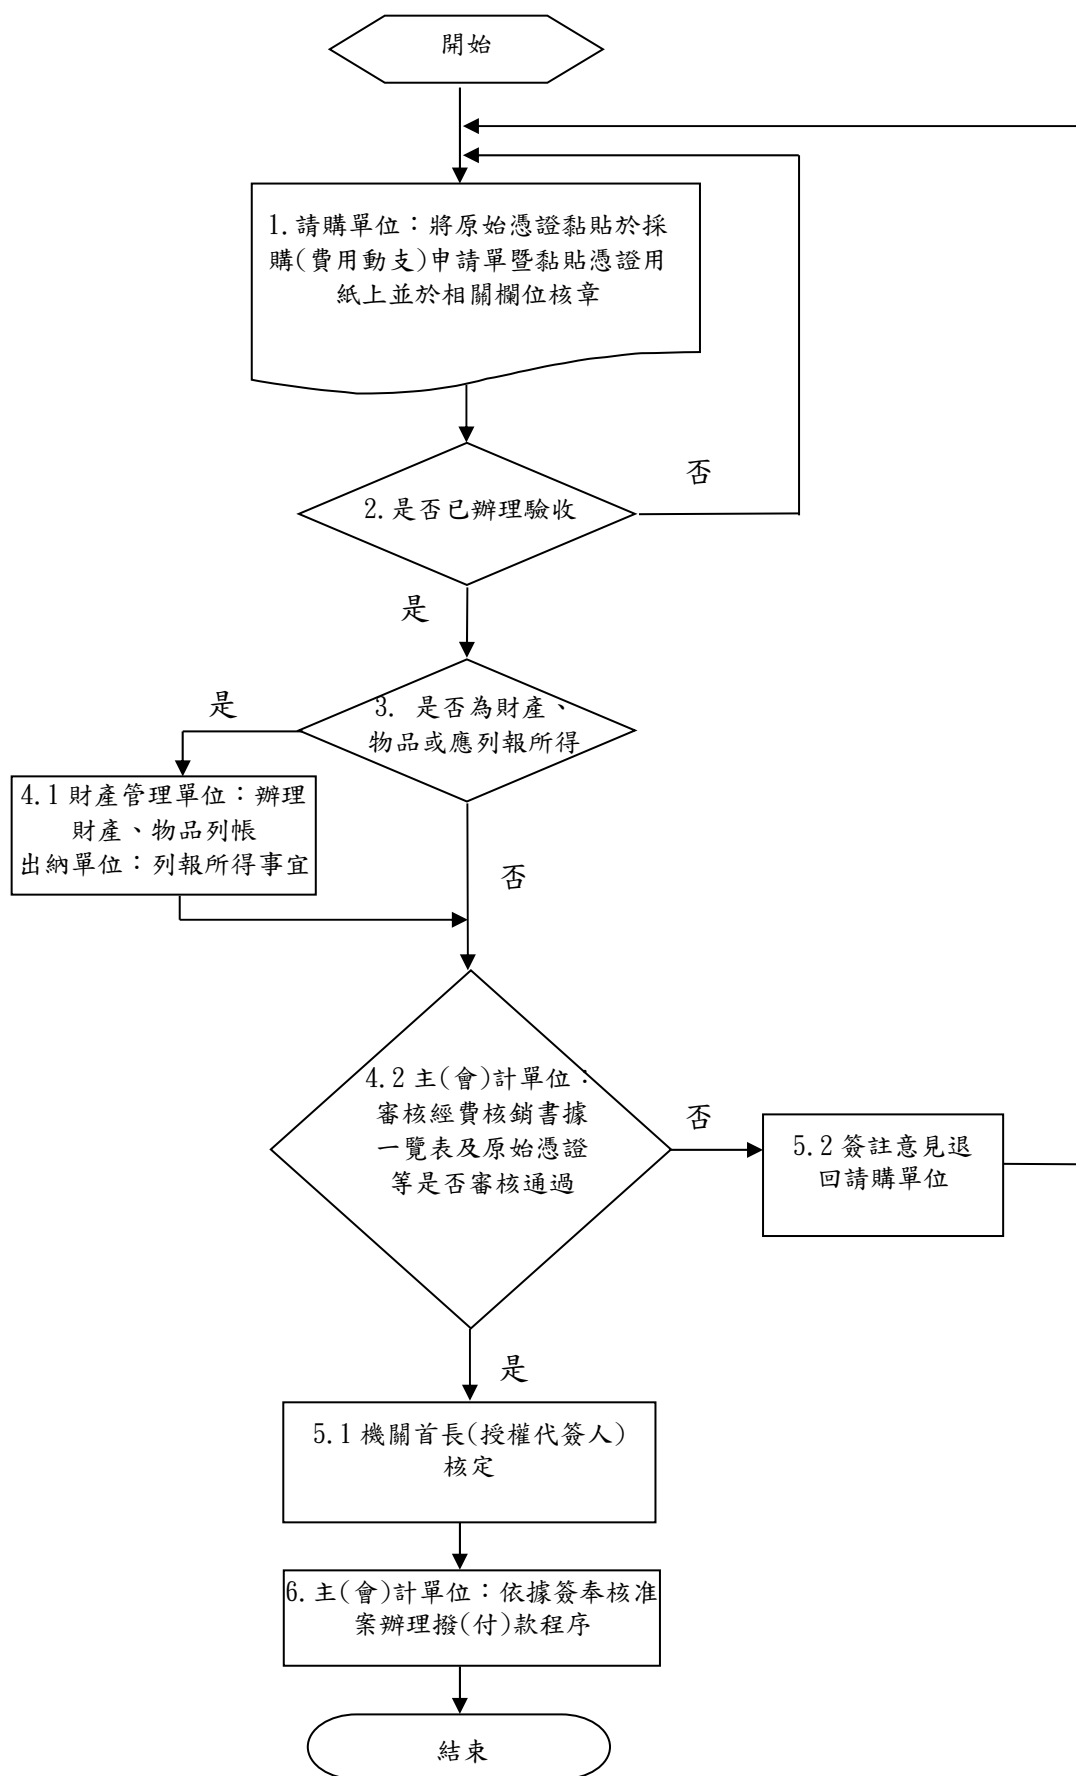 開始
1.請購單位：將原始憑證黏貼於採
購(費用動支)申請單暨黏貼憑證用
紙上並於相關欄位核章
2.是否已辦理驗收
否
是
3. 是否為財產、
物品或應列報所得
是
4.1財產管理單位：辦理
財產、物品列帳
出納單位：列報所得事宜
否
4.2主(會)計單位：
審核經費核銷書據
一覽表及原始憑證
等是否審核通過
否
5.2簽註意見退
回請購單位
是
5.1機關首長(授權代簽人)
核定
6.主(會)計單位：依據簽奉核准
案辦理撥(付)款程序
結束